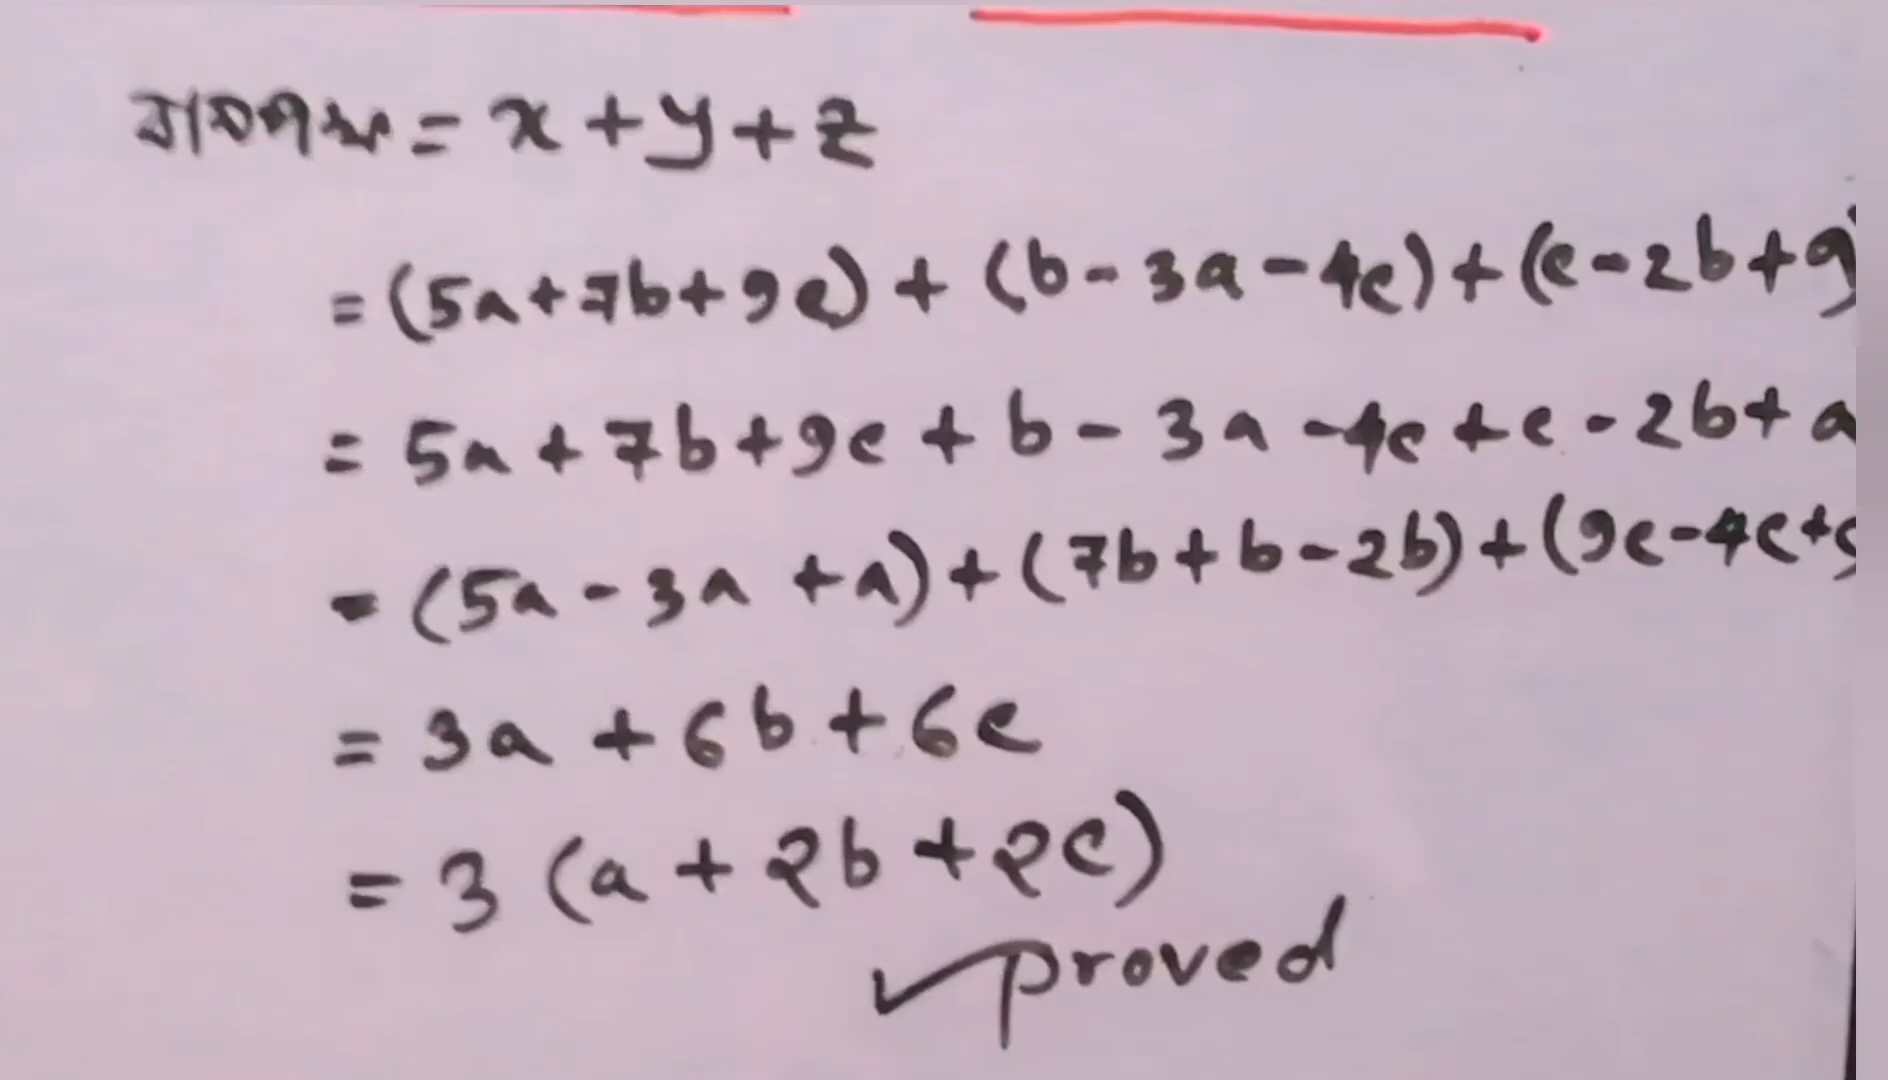 বামপক্ষ = x + y + z
= (5a + 7b + 9c) + (b - 3a - 4c) + (c - 2b + a)
= 5a + 7b + 9c + b - 3a - 4c + c - 2b + a
= (5a - 3a + a) + (7b + b - 2b) + (9c - 4c + c
= 3a + 6b + 6c
= 3 (a + 2b + 2c)
proved